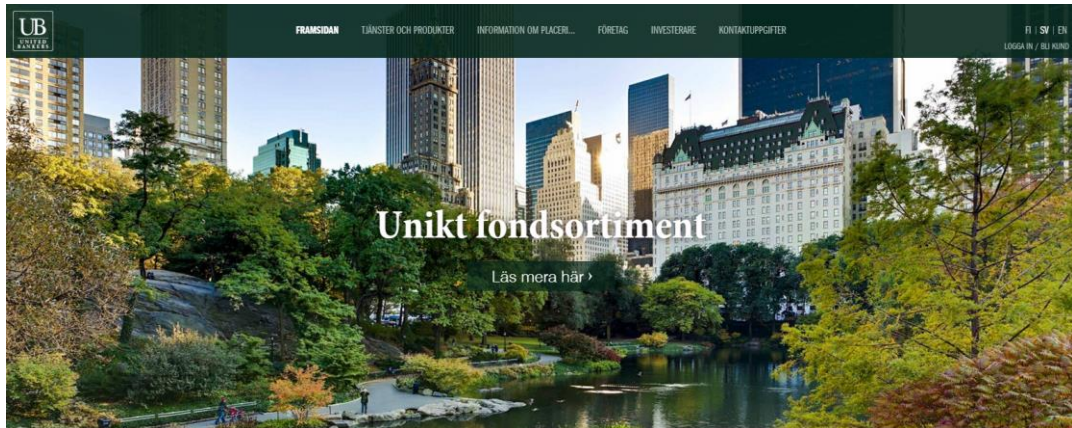 UB
UNITED
BANKERS
FRAMSIDAN
TJÄNSTER OCH PRODUKTER
INFORMATION OM PLACERI...
FÖRETAG
INVESTERARE
KONTAKTUPPGIFTER
FI | SV | EN
LOGGA IN / BLI KUND
Unikt fondsortiment
Läs mera här ›